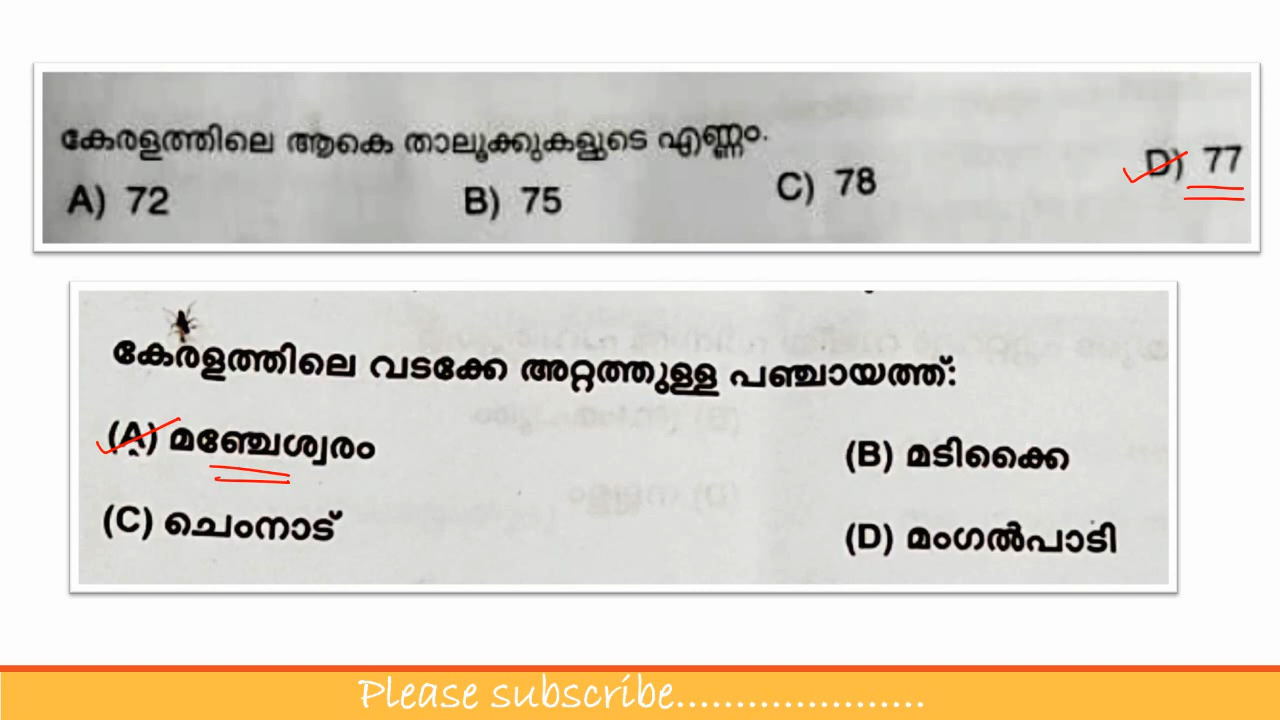 കേരളത്തിലെ ആകെ താലൂക്കുകളുടെ എണ്ണം.
A) 72 B) 75 C) 78 D) 77
കേരളത്തിലെ വടക്കേ അറ്റത്തുള്ള പഞ്ചായത്ത്:
(A) മഞ്ചേശ്വരം (B) മടിക്കൈ
(C) ചെംനാട് (D) മംഗൽപാടി
Please subscribe.....................